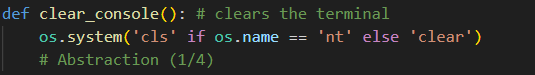 def clear_console(): # clears the terminal
    os.system('cls' if os.name == 'nt' else 'clear')
    # Abstraction (1/4)